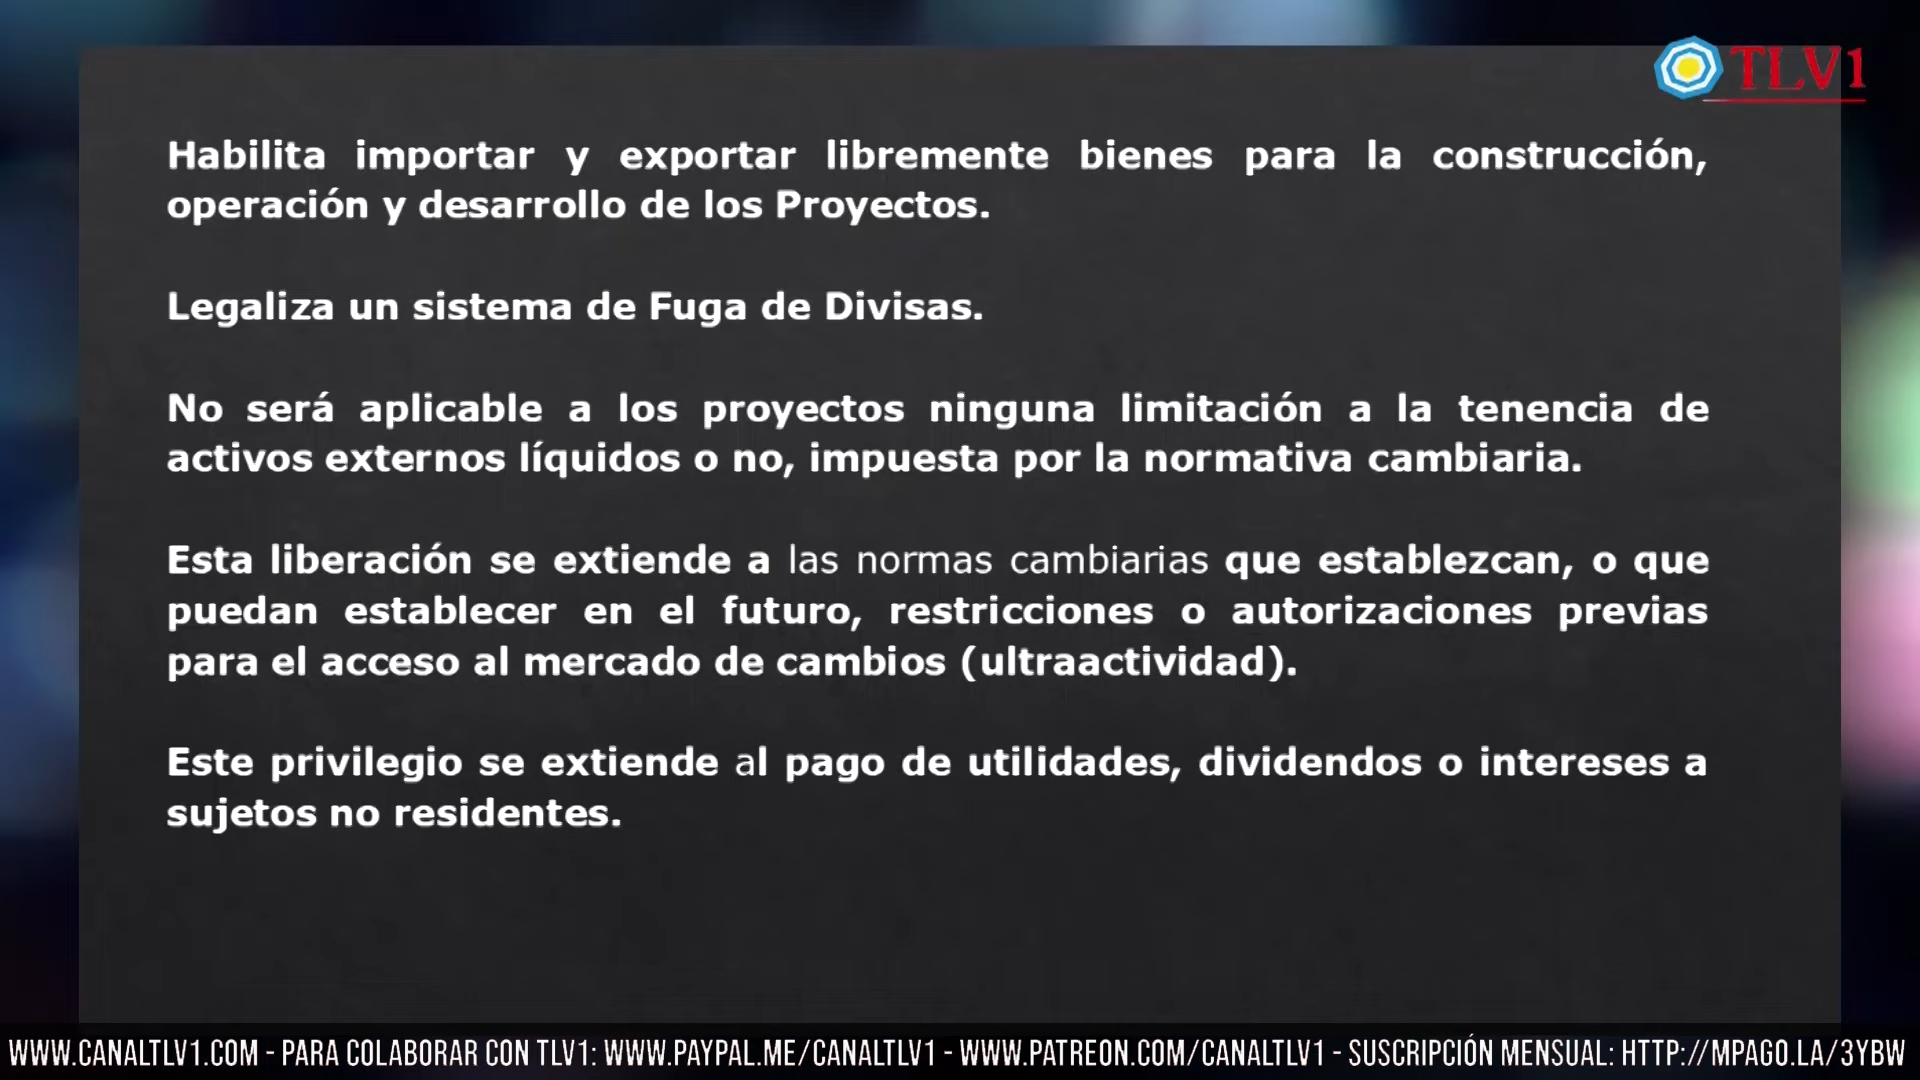 TLV1
Habilita importar y exportar libremente bienes para la construcción,
operación y desarrollo de los Proyectos.
Legaliza un sistema de Fuga de Divisas.
No será aplicable a los proyectos ninguna limitación a la tenencia de
activos externos líquidos o no, impuesta por la normativa cambiaria.
Esta liberación se extiende a las normas cambiarias que establezcan, o que
puedan establecer en el futuro, restricciones o autorizaciones previas
para el acceso al mercado de cambios (ultraactividad).
Este privilegio se extiende al pago de utilidades, dividendos o intereses a
sujetos no residentes.
WWW.CANALTLV1.COM - PARA COLABORAR CON TLV1: WWW.PAYPAL.ME/CANALTLV1 - WWW.PATREON.COM/CANALTLV1 - SUSCRIPCIÓN MENSUAL: HTTP://MPAGO.LA/3YBW